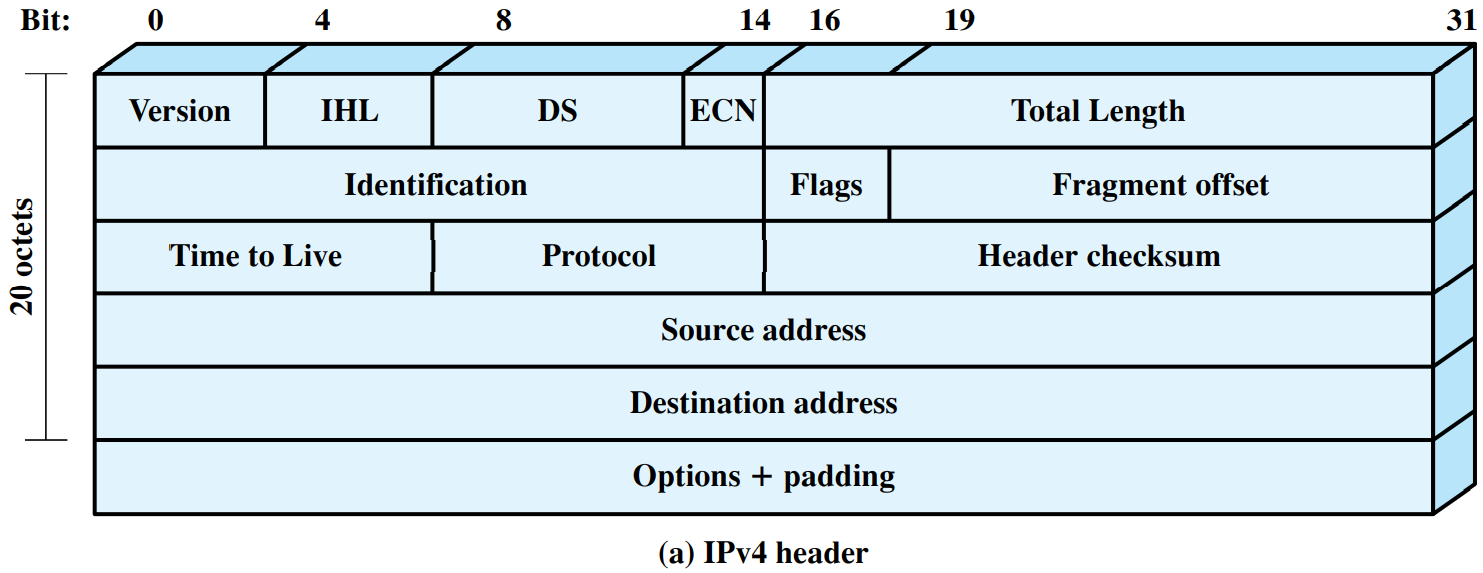 Bit: 0 4 8 14 16 19 31
Version IHL DS ECN Total Length
Identification Flags Fragment offset
Time to Live Protocol Header checksum
Source address
Destination address
Options + padding
20 octets
(a) IPv4 header